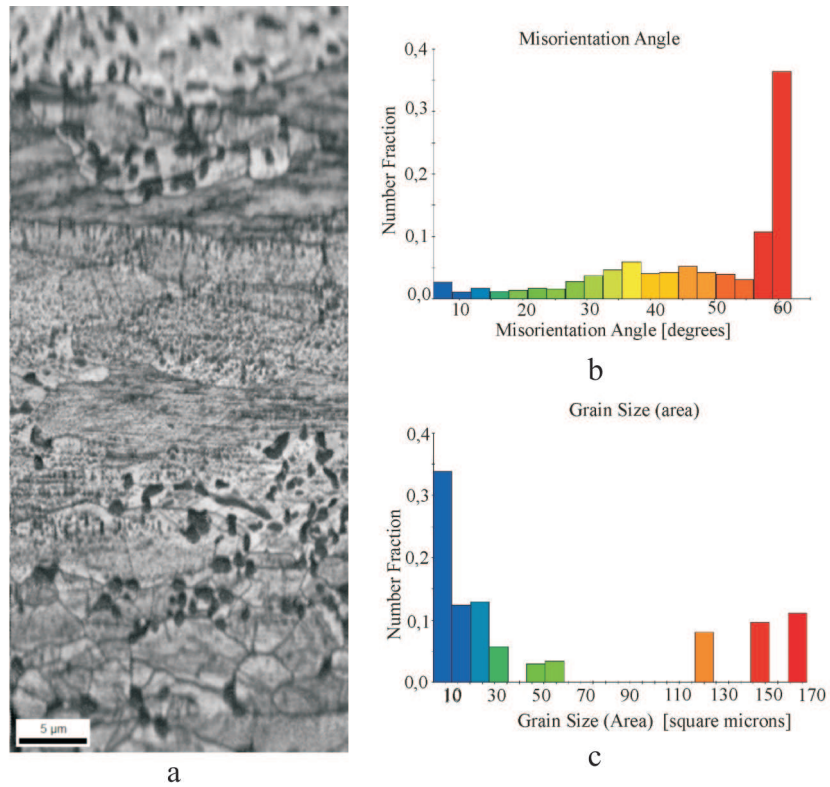 5 µm
a
Misorientation Angle
Number Fraction
0,4
0,3
0,2
0,1
0,0
10 20 30 40 50 60
Misorientation Angle [degrees]
b
Grain Size (area)
Number Fraction
0,4
0,3
0,2
0,1
0,0
10 30 50 70 90 110 130 150 170
Grain Size (Area) [square microns]
c